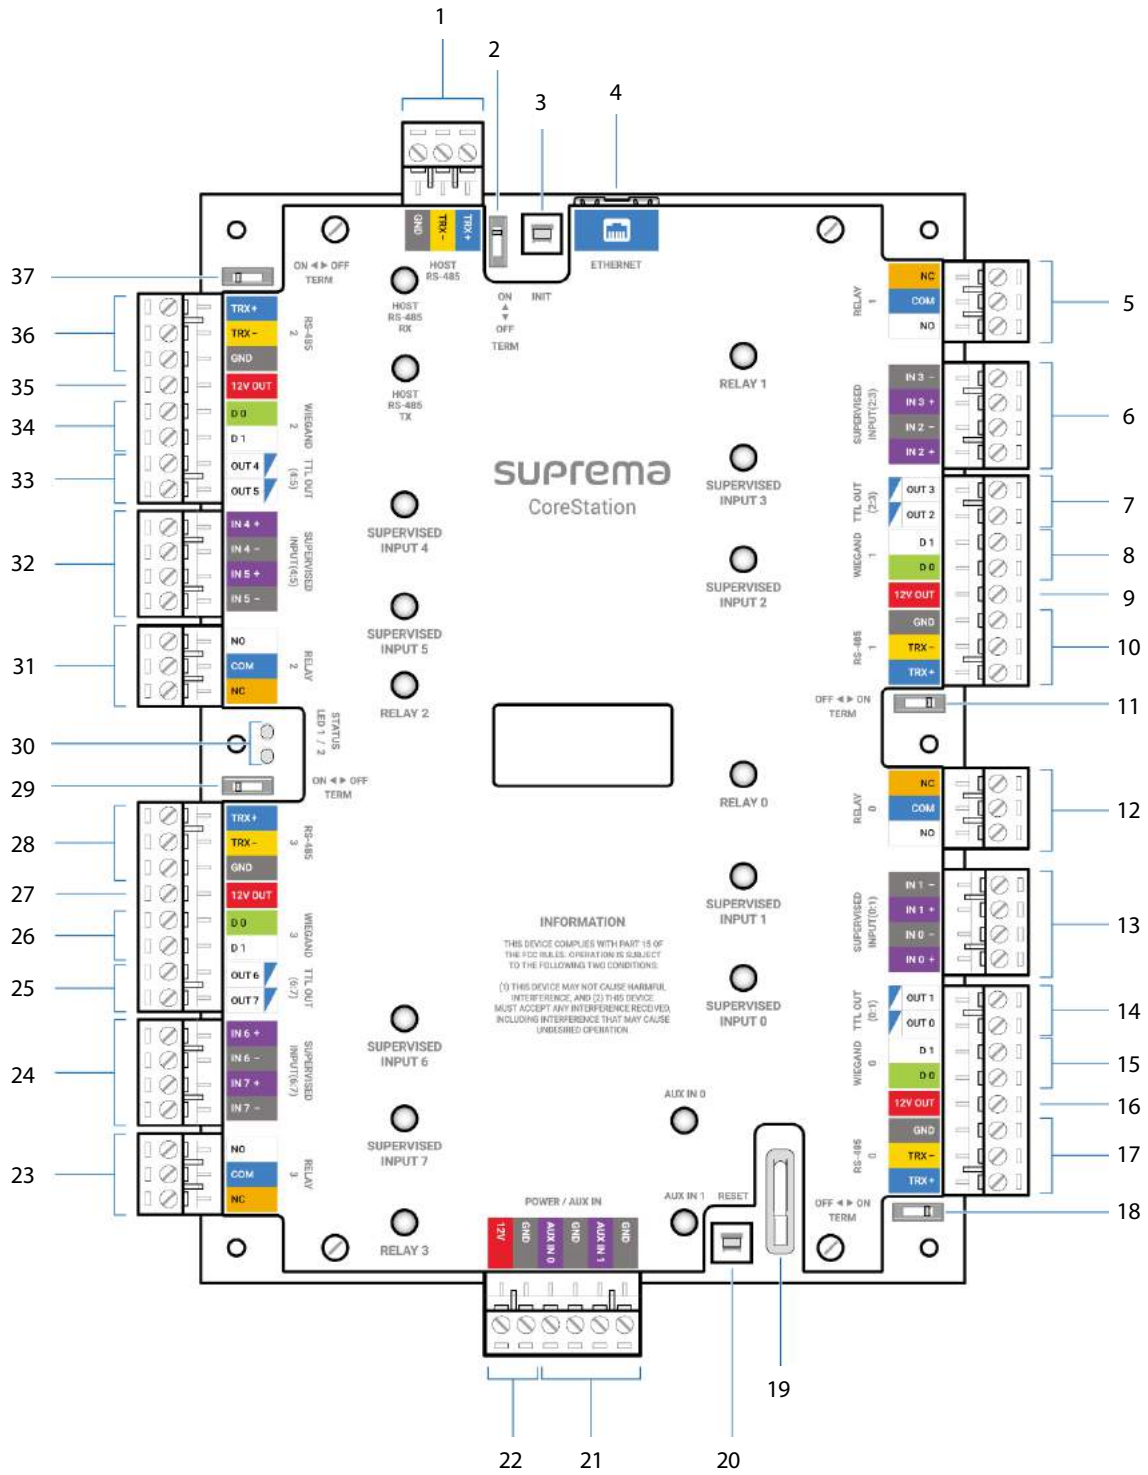 1
2
3
4
GND
TRX -
TRX +
HOST
RS-485
ETHERNET
ON ◀ ▶ OFF
TERM
HOST
RS-485
RX
ON
▲
▼
OFF
TERM
INIT
HOST
RS-485
TX
37
36
35
34
33
32
31
30
29
28
27
26
25
24
23
TRX +
TRX -
GND
RS-485
2
12V OUT
D 0
D 1
WIEGAND
2
OUT 4
OUT 5
TTL OUT
(4:5)
IN 4 +
IN 4 -
IN 5 +
IN 5 -
SUPERVISED
INPUT(4:5)
NO
COM
NC
RELAY
2
STATUS
LED 1 / 2
ON ◀ ▶ OFF
TERM
TRX +
TRX -
GND
RS-485
3
12V OUT
D 0
D 1
WIEGAND
3
OUT 6
OUT 7
TTL OUT
(6:7)
IN 6 +
IN 6 -
IN 7 +
IN 7 -
SUPERVISED
INPUT(6:7)
NO
COM
NC
RELAY
3
suprema
CoreStation
SUPERVISED
INPUT 4
SUPERVISED
INPUT 5
RELAY 2
SUPERVISED
INPUT 6
SUPERVISED
INPUT 7
RELAY 3
RELAY 1
SUPERVISED
INPUT 3
SUPERVISED
INPUT 2
RELAY 0
SUPERVISED
INPUT 1
SUPERVISED
INPUT 0
INFORMATION
THIS DEVICE COMPLIES WITH PART 15 OF
THE FCC RULES. OPERATION IS SUBJECT
TO THE FOLLOWING TWO CONDITIONS:
(1) THIS DEVICE MAY NOT CAUSE HARMFUL
INTERFERENCE, AND (2) THIS DEVICE
MUST ACCEPT ANY INTERFERENCE RECEIVED,
INCLUDING INTERFERENCE THAT MAY CAUSE
UNDESIRED OPERATION
AUX IN 0
AUX IN 1
RESET
POWER / AUX IN
12V
GND
AUX IN 0
GND
AUX IN 1
GND
RELAY
1
NC
COM
NO
SUPERVISED
INPUT(2:3)
IN 3 -
IN 3 +
IN 2 -
IN 2 +
TTL OUT
(2:3)
OUT 3
OUT 2
WIEGAND
1
D 1
D 0
12V OUT
RS-485
1
GND
TRX -
TRX +
OFF ◀ ▶ ON
TERM
RELAY
0
NC
COM
NO
SUPERVISED
INPUT(0:1)
IN 1 -
IN 1 +
IN 0 -
IN 0 +
TTL OUT
(0:1)
OUT 1
OUT 0
WIEGAND
0
D 1
D 0
12V OUT
RS-485
0
GND
TRX -
TRX +
OFF ◀ ▶ ON
TERM
5
6
7
8
9
10
11
12
13
14
15
16
17
18
19
20
21
22